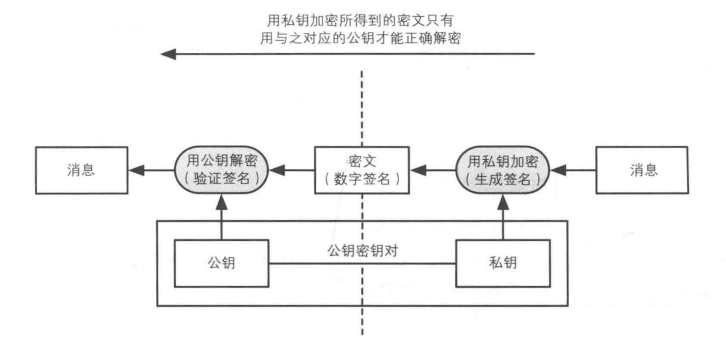 用私钥加密所得到的密文只有
用与之对应的公钥才能正确解密
消息
用公钥解密
（验证签名）
密文
（数字签名）
用私钥加密
（生成签名）
消息
公钥
公钥密钥对
私钥